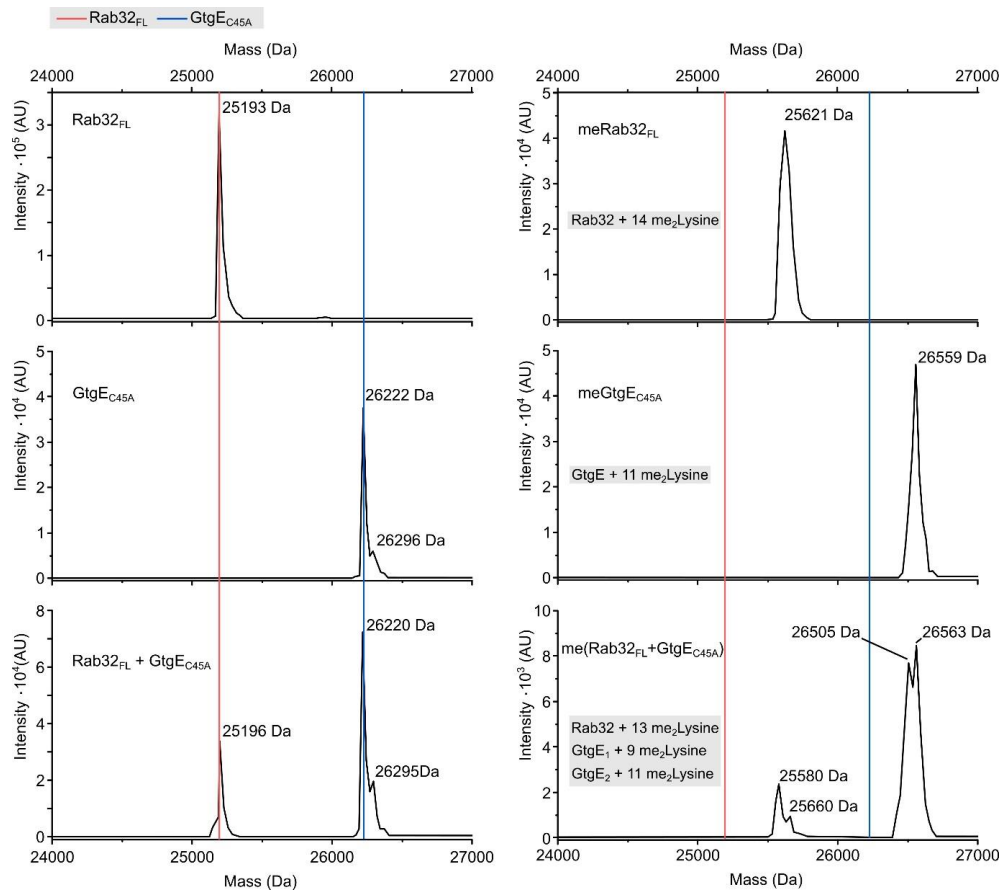 Rab32FL GtgEC45A
Mass (Da)
24000 25000 26000 27000
Intensity ·10⁵ (AU)
3
2
1
0
Rab32FL
25193 Da
Mass (Da)
24000 25000 26000 27000
Intensity ·10⁴ (AU)
5
4
3
2
1
0
meRab32FL
25621 Da
Rab32 + 14 me₂Lysine
Intensity ·10⁴ (AU)
5
4
3
2
1
0
GtgEC45A
26222 Da
26296 Da
Intensity ·10⁴ (AU)
5
4
3
2
1
0
meGtgEC45A
26559 Da
GtgE + 11 me₂Lysine
Intensity ·10⁴(AU)
8
6
4
2
0
Rab32FL + GtgEC45A
26220 Da
25196 Da
26295Da
24000 25000 26000 27000
Mass (Da)
Intensity ·10³ (AU)
10
8
6
4
2
0
me(Rab32FL+GtgEC45A)
26505 Da
26563 Da
Rab32 + 13 me₂Lysine
GtgE₁ + 9 me₂Lysine
GtgE₂ + 11 me₂Lysine
25580 Da
25660 Da
24000 25000 26000 27000
Mass (Da)